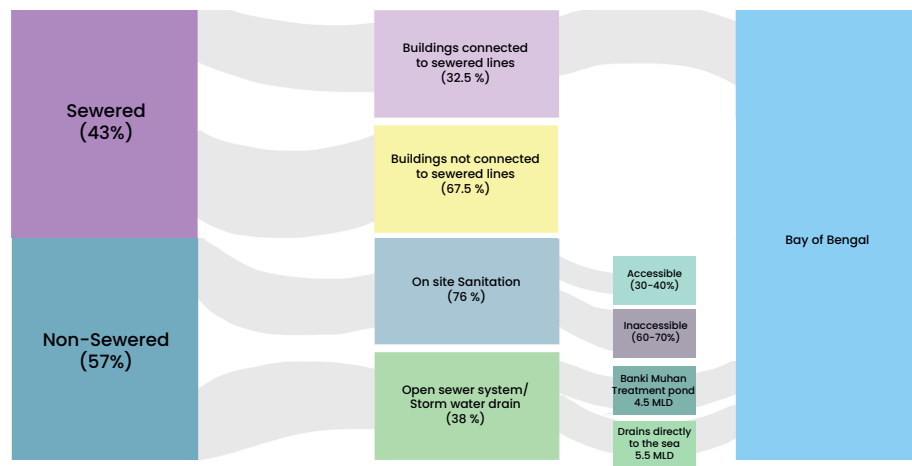 Sewered
(43%)
Non-Sewered
(57%)
Buildings connected
to sewered lines
(32.5 %)
Buildings not connected
to sewered lines
(67.5 %)
On site Sanitation
(76 %)
Open sewer system/
Storm water drain
(38 %)
Accessible
(30-40%)
Inaccessible
(60-70%)
Banki Muhan
Treatment pond
4.5 MLD
Drains directly
to the sea
5.5 MLD
Bay of Bengal